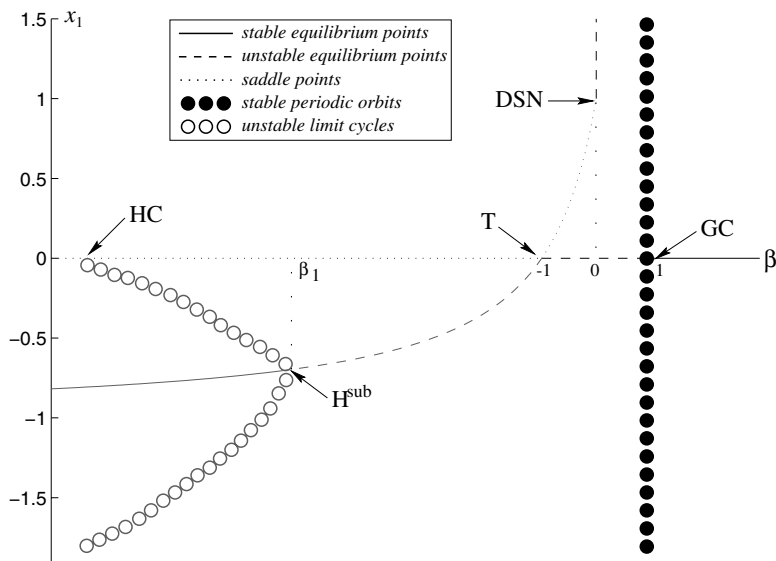 x₁
1.5
stable equilibrium points
unstable equilibrium points
saddle points
stable periodic orbits
unstable limit cycles
1
DSN
0.5
HC
T
GC
0
β₁
-1
0
1
β
−0.5
Hˢᵘᵇ
−1
−1.5